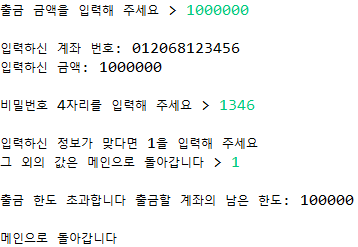 출금 금액을 입력해 주세요 > 1000000
입력하신 계좌 번호: 012068123456
입력하신 금액: 1000000
비밀번호 4자리를 입력해 주세요 > 1346
입력하신 정보가 맞다면 1을 입력해 주세요
그 외의 값은 메인으로 돌아갑니다 > 1
출금 한도 초과합니다 출금할 계좌의 남은 한도: 100000
메인으로 돌아갑니다